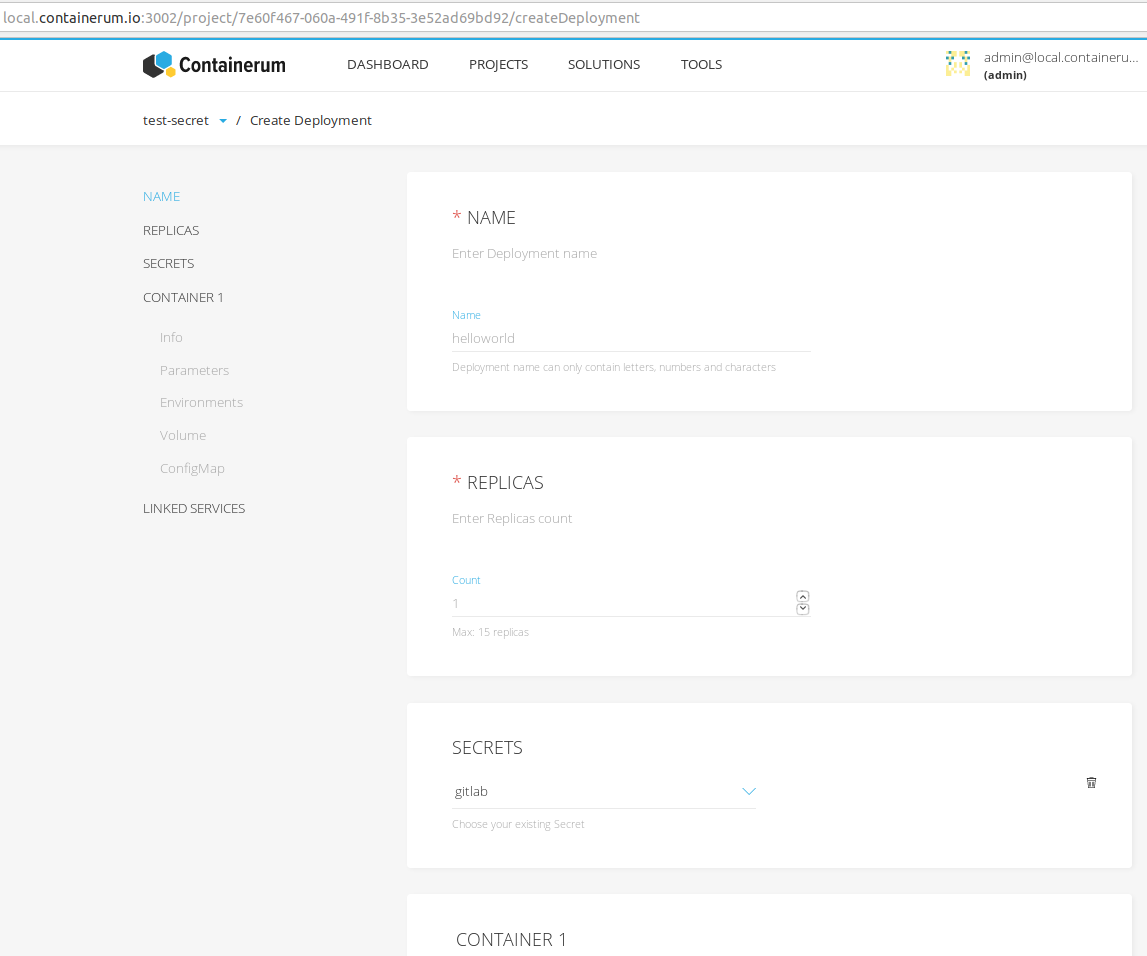 local.containerum.io:3002/project/7e60f467-060a-491f-8b35-3e52ad69bd92/createDeployment
Containerum DASHBOARD PROJECTS SOLUTIONS TOOLS admin@local.containeru...
(admin)
test-secret / Create Deployment
NAME
REPLICAS
SECRETS
CONTAINER 1
Info
Parameters
Environments
Volume
ConfigMap
LINKED SERVICES
* NAME
Enter Deployment name
Name
helloworld
Deployment name can only contain letters, numbers and characters
* REPLICAS
Enter Replicas count
Count
1
Max: 15 replicas
SECRETS
gitlab
Choose your existing Secret
CONTAINER 1